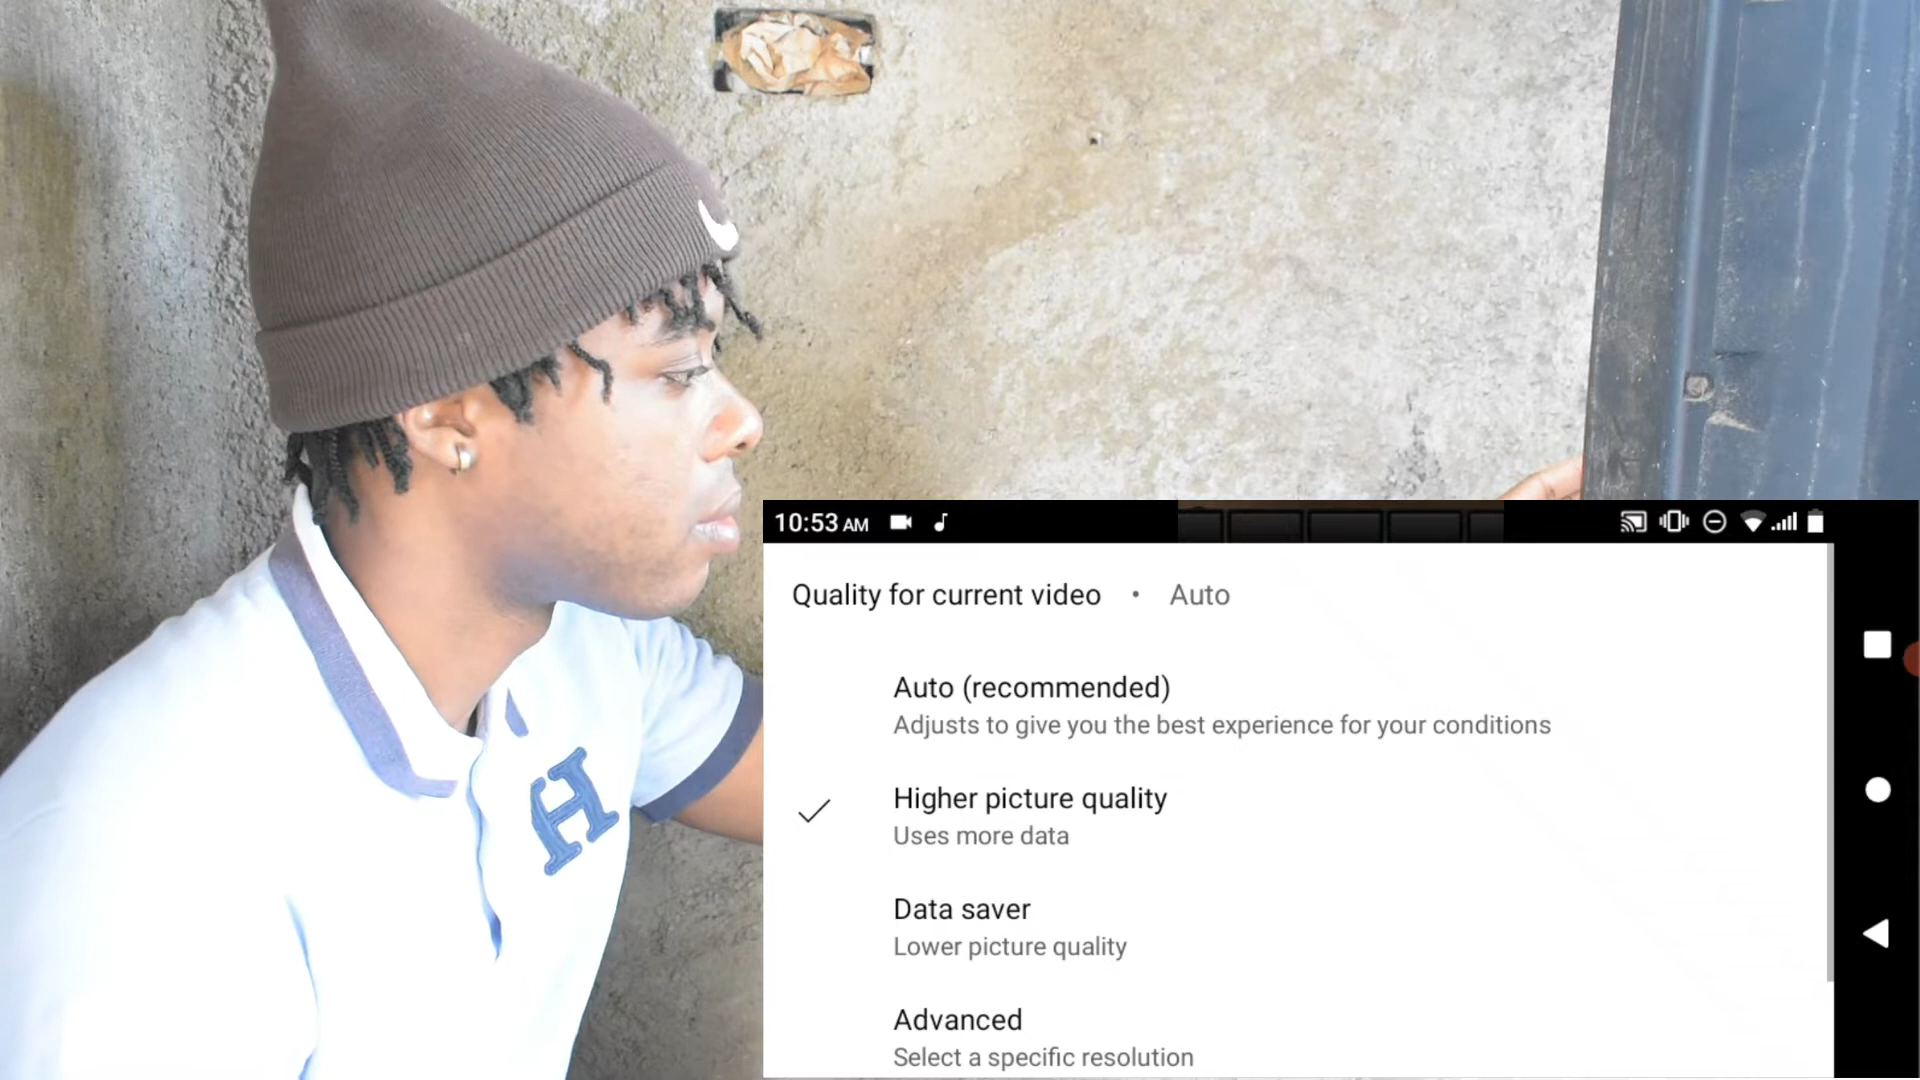 10:53 AM
Quality for current video • Auto
Auto (recommended)
Adjusts to give you the best experience for your conditions
Higher picture quality
Uses more data
Data saver
Lower picture quality
Advanced
Select a specific resolution
H